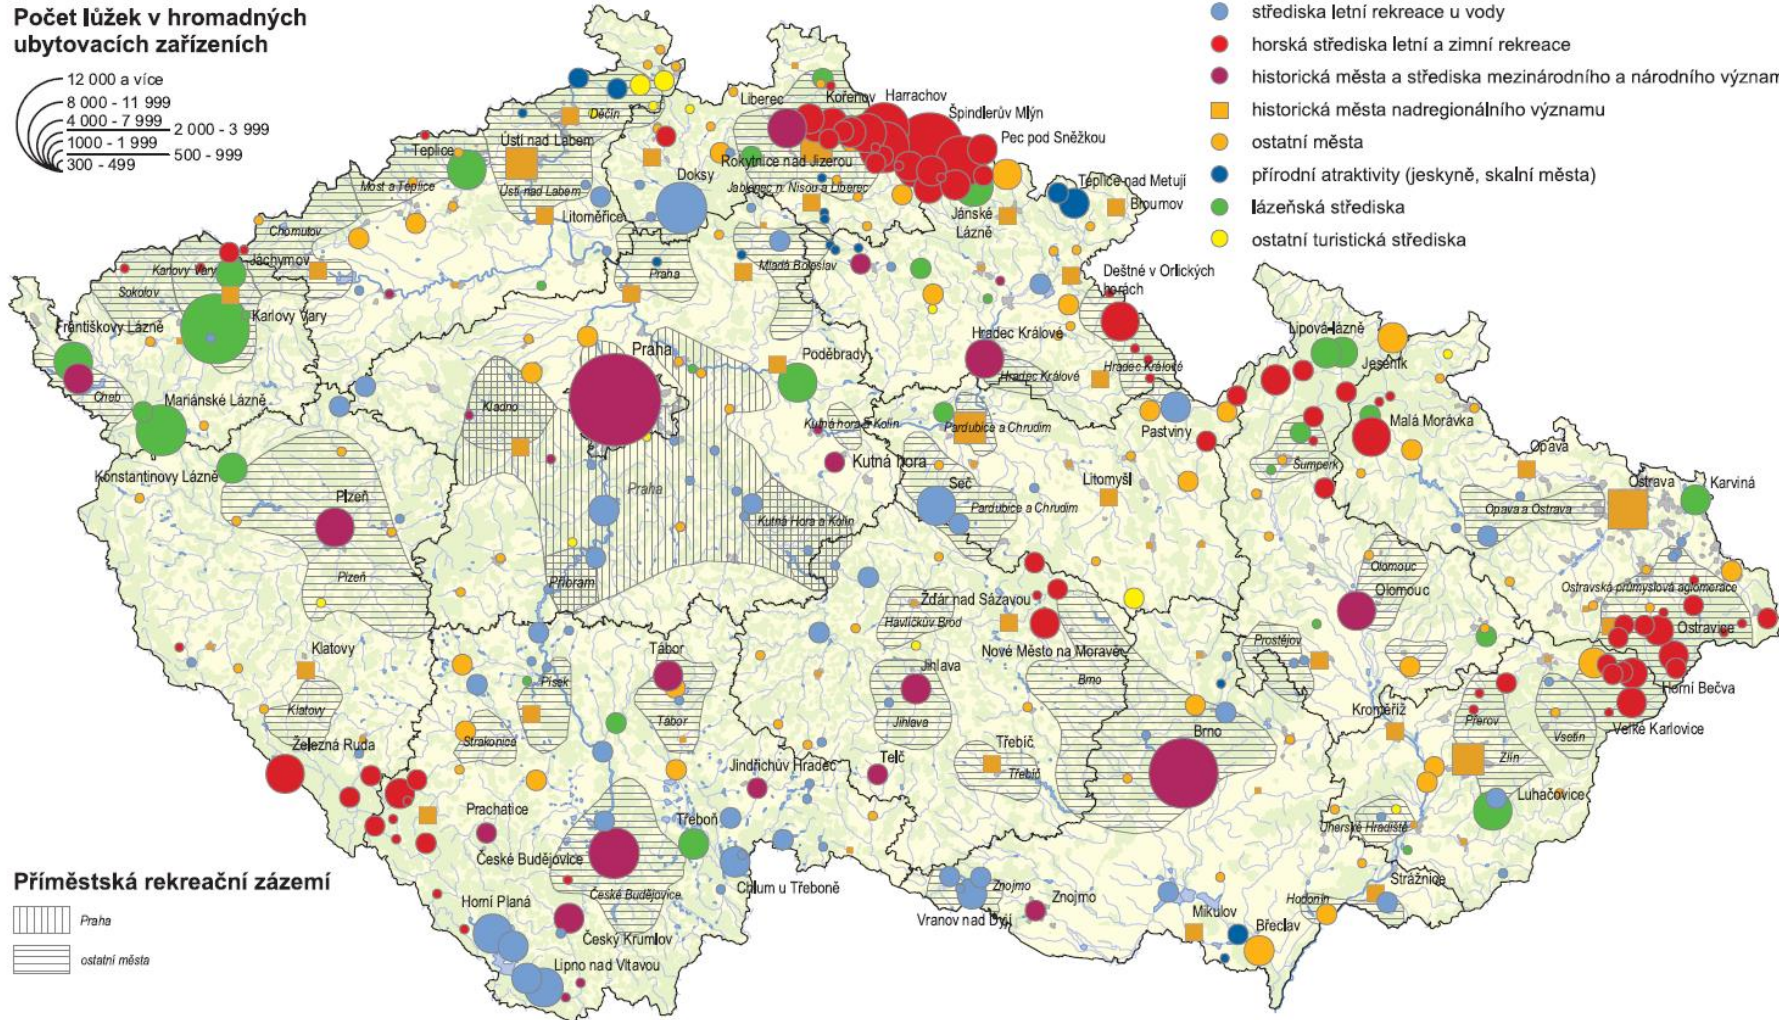 Počet lůžek v hromadných
ubytovacích zařízeních
12 000 a více
8 000 - 11 999
4 000 - 7 999
2 000 - 3 999
1000 - 1 999
500 - 999
300 - 499
střediska letní rekreace u vody
horská střediska letní a zimní rekreace
historická města a střediska mezinárodního a národního význam
historická města nadregionálního významu
ostatní města
přírodní atraktivity (jeskyně, skalní města)
lázeňská střediska
ostatní turistická střediska
Liberec
Kořenov
Harrachov
Špindlerův Mlýn
Pec pod Sněžkou
Děčín
Ústí nad Labem
Teplice
Rokytnice nad Jizerou
Doksy
Most a Teplice
Ústí nad Labem
Jablonec n. Nisou a Liberec
Teplice nad Metují
Broumov
Litoměřice
Jánské
Lázně
Chomutov
Jáchymov
Karlovy Vary
Sokolov
Praha
Mladá Boleslav
Deštné v Orlických
horách
Františkovy Lázně
Karlovy Vary
Hradec Králové
Lipová-lázně
Praha
Poděbrady
Jeseník
Hradec Králové
Hradec Králové
Cheb
Mariánské Lázně
Kladno
Kutná hora a Kolín
Pardubice a Chrudim
Pastviny
Malá Morávka
Konstantinovy Lázně
Kutná hora
Opava
Šumperk
Litomyšl
Seč
Ostrava
Karviná
Plzeň
Praha
Pardubice a Chrudim
Opava a Ostrava
Kutná Hora a Kolín
Plzeň
Příbram
Olomouc
Olomouc
Ostravská průmyslová aglomerace
Žďár nad Sázavou
Havlíčkův Brod
Ostravice
Prostějov
Klatovy
Tábor
Nové Město na Moravě
Jihlava
Písek
Brno
Horní Bečva
Klatovy
Tábor
Jihlava
Kroměříž
Přerov
Vsetín
Velké Karlovice
Strakonice
Brno
Železná Ruda
Třebíč
Zlín
Telč
Jindřichův Hradec
Třebíč
Luhačovice
Prachatice
Třeboň
Uherské Hradiště
České Budějovice
Chlum u Třeboně
Příměstská rekreační zázemí
Praha
ostatní města
České Budějovice
Horní Planá
Znojmo
Vranov nad Dyjí
Znojmo
Strážnice
Hodonín
Mikulov
Břeclav
Český Krumlov
Lipno nad Vltavou